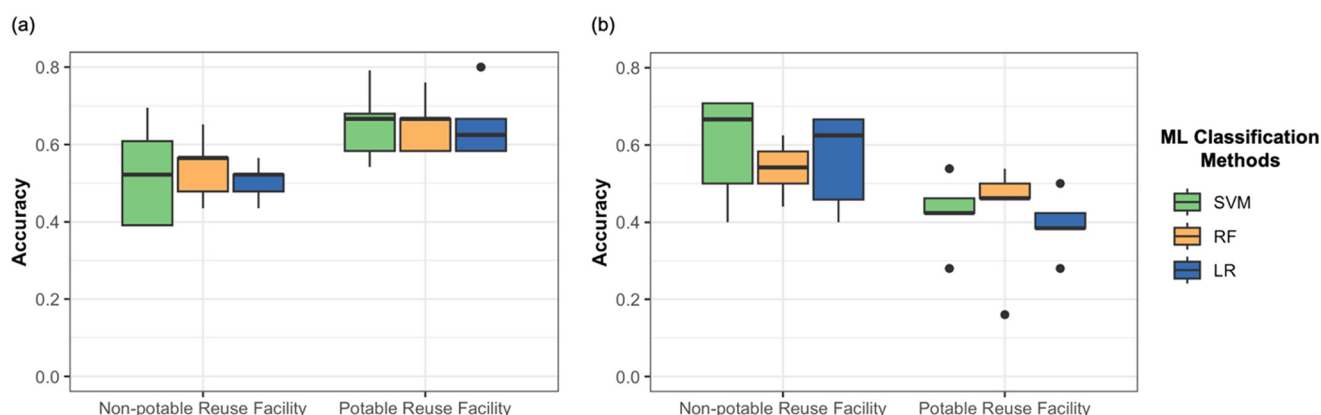 (a)
(b)
0.8
0.6
0.4
0.2
0.0
Accuracy
Non-potable Reuse Facility
Potable Reuse Facility
0.8
0.6
0.4
0.2
0.0
Accuracy
Non-potable Reuse Facility
Potable Reuse Facility
ML Classification
Methods
SVM
RF
LR